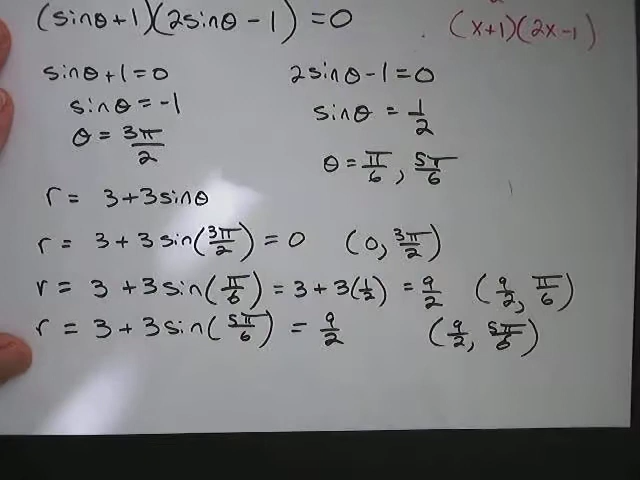 (sinθ+1)(2sinθ-1)=0 (x+1)(2x-1)
sinθ+1=0 2sinθ-1=0
sinθ=-1 sinθ=1/2
θ=3π/2 θ=π/6, 5π/6
r= 3+3sinθ
r= 3+3sin(3π/2)=0 (0, 3π/2)
r= 3+3sin(π/6)=3+3(1/2)=9/2 (9/2, π/6)
r= 3+3sin(5π/6)=9/2 (9/2, 5π/6)